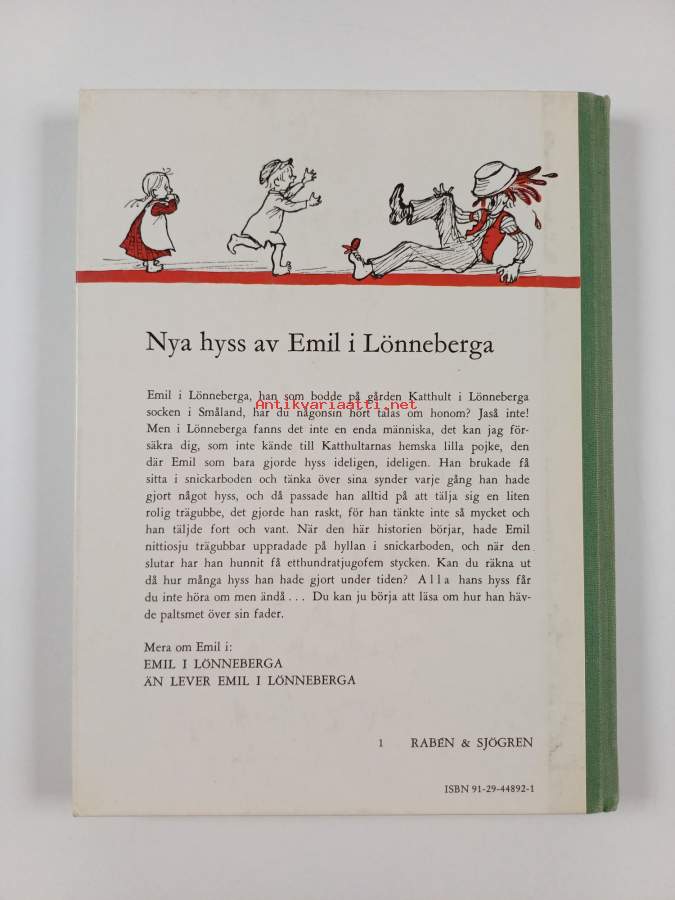 Nya hyss av Emil i Lönneberga
Emil i Lönneberga, han som bodde på gården Katthult i Lönneberga
Antikvariaatti.net
socken i Småland, har du någonsin hört talas om honom? Jaså inte!
Men i Lönneberga fanns det inte en enda människa, det kan jag för-
säkra dig, som inte kände till Katthultarnas hemska lilla pojke, den
där Emil som bara gjorde hyss ideligen, ideligen. Han brukade få
sitta i snickarboden och tänka över sina synder varje gång han hade
gjort något hyss, och då passade han alltid på att tälja sig en liten
rolig trägubbe, det gjorde han raskt, för han tänkte inte så mycket och
han täljde fort och vant. När den här historien börjar, hade Emil
nittiosju trägubbar uppradade på hyllan i snickarboden, och när den
slutar har han hunnit få etthundratjugofem stycken. Kan du räkna ut
då hur många hyss han hade gjort under tiden? Alla hans hyss får
du inte höra om men ändå... Du kan ju börja att läsa om hur han häv-
de paltsmet över sin fader.
Mera om Emil i:
EMIL I LÖNNEBERGA
ÄN LEVER EMIL I LÖNNEBERGA
1 RABÉN & SJÖGREN
ISBN 91-29-44892-1